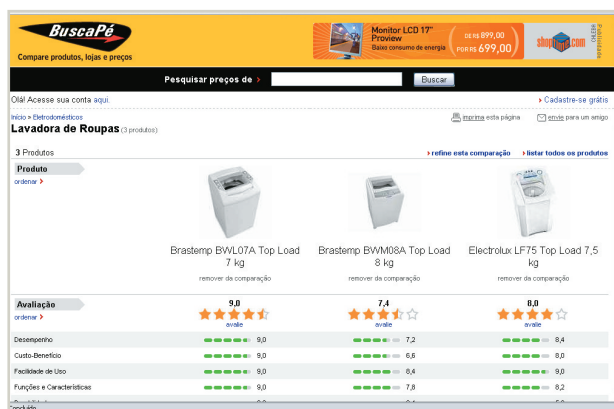 BuscaPé
Compare produtos, lojas e preços
Monitor LCD 17"
Proview
Baixo consumo de energia
DE R$ 899,00
POR R$ 699,00
shoptime.com
Publicidade
Pesquisar preços de >
Buscar
Olá! Acesse sua conta aqui.
Cadastre-se grátis
Início » Eletrodomésticos
imprima esta página
envie para um amigo
Lavadora de Roupas (3 produtos)
3 Produtos
refine esta comparação
listar todos os produtos
Produto
ordenar
Brastemp BWL07A Top Load 7 kg
Brastemp BWM08A Top Load 8 kg
Electrolux LF75 Top Load 7,5 kg
remover da comparação
remover da comparação
remover da comparação
Avaliação
ordenar
9,0
7,4
8,0
avalie
avalie
avalie
Desempenho 9,0 7,2 8,4
Custo-Benefício 9,0 6,6 8,0
Facilidade de Uso 9,0 8,4 9,0
Funções e Características 9,0 7,8 8,2
Concluído